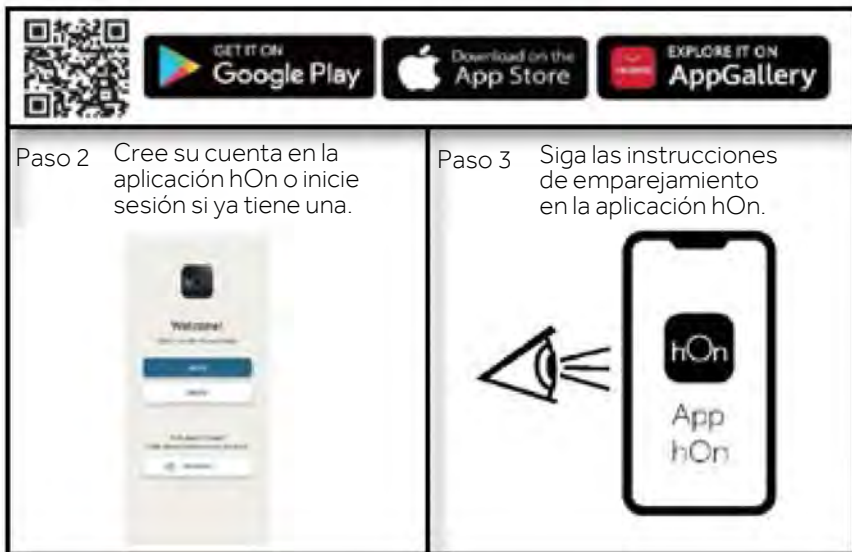 GET IT ON
Google Play
Download on the
App Store
EXPLORE IT ON
AppGallery
Paso 2
Cree su cuenta en la
aplicación hOn o inicie
sesión si ya tiene una.
Welcome!
Paso 3
Siga las instrucciones
de emparejamiento
en la aplicación hOn.
hOn
App
hOn